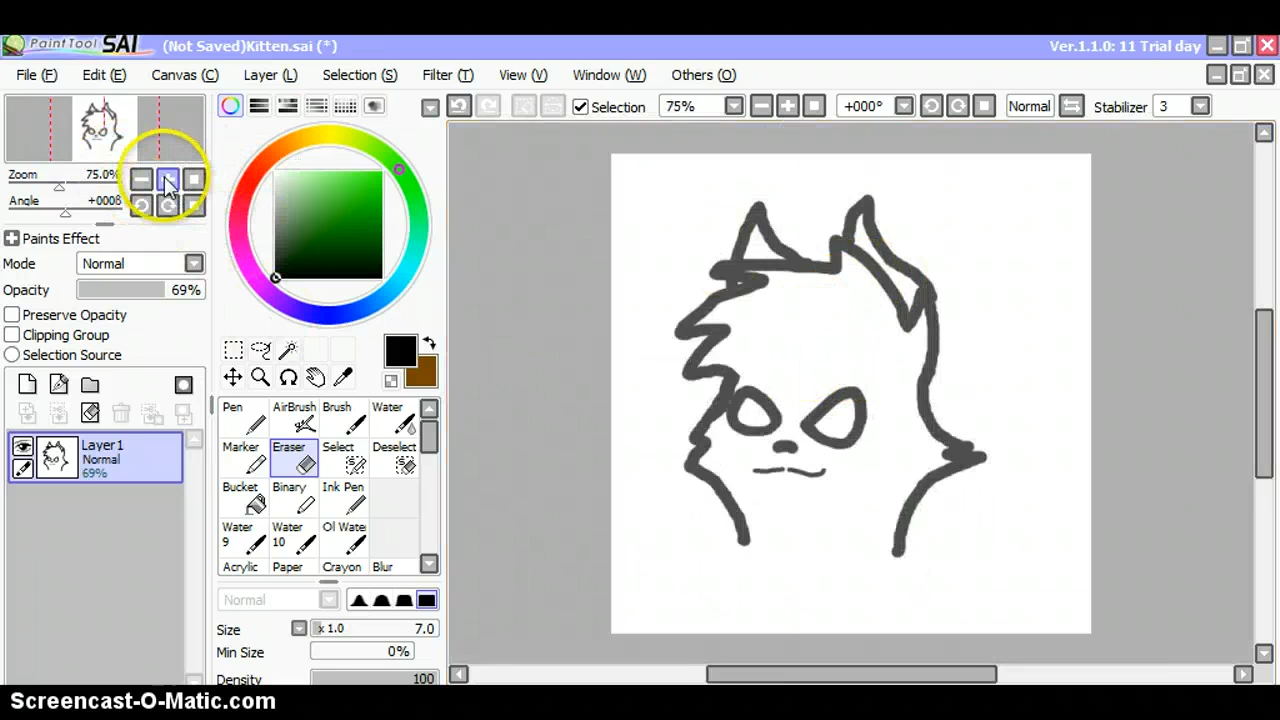 PaintTool SAI (Not Saved)Kitten.sai (*) Ver.1.1.0: 11 Trial day
File (F) Edit (E) Canvas (C) Layer (L) Selection (S) Filter (T) View (V) Window (W) Others (O)
Selection 75% +000° Normal Stabilizer 3
Zoom 75.0%
Angle +000ß
Paints Effect
Mode Normal
Opacity 69%
Preserve Opacity
Clipping Group
Selection Source
Layer1
Normal
69%
Pen AirBrush Brush Water
Marker Eraser Select Deselect
Bucket Binary Ink Pen
Water 9 Water 10 Ol Wate
Acrylic Paper Crayon Blur
Normal
Size x 1.0 7.0
Min Size 0%
Density 100
Screencast-O-Matic.com